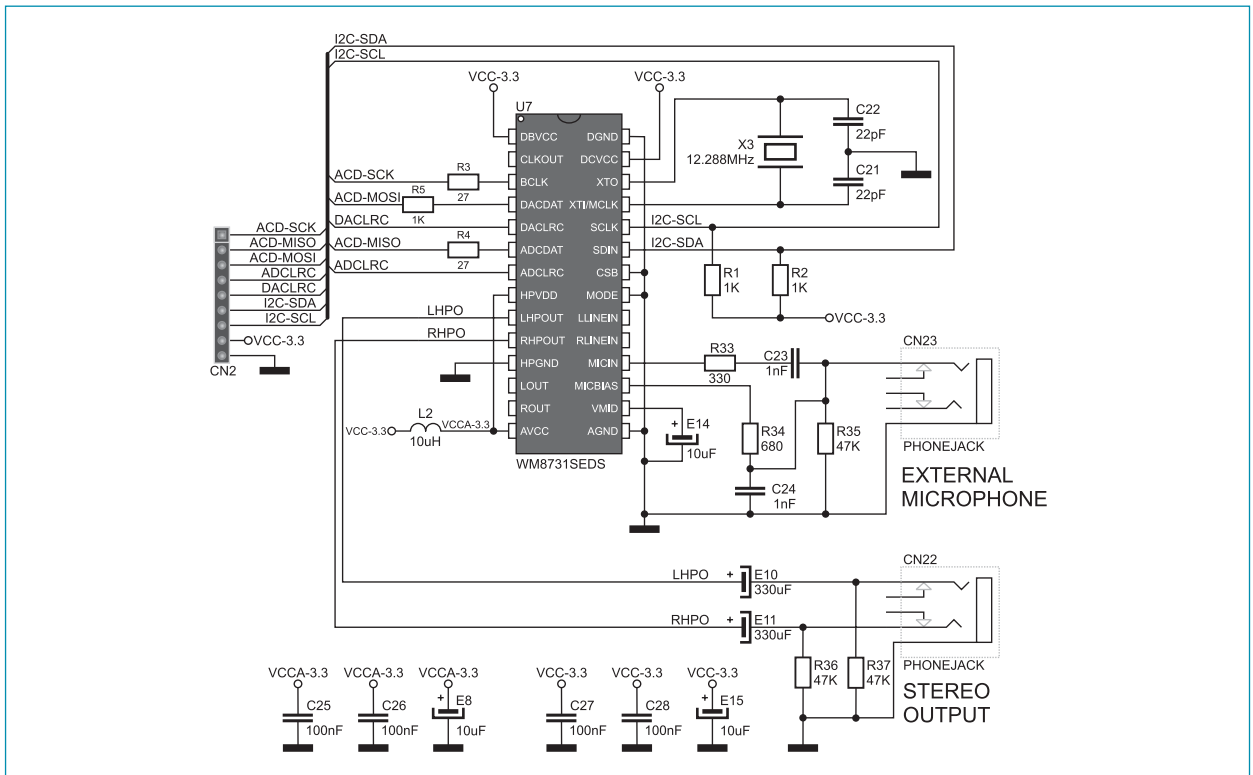 I2C-SDA
I2C-SCL
VCC-3.3
VCC-3.3
U7
DBVCC
CLKOUT
BCLK
DACDAT
DACLRC
ADCDAT
ADCLRC
HPVDD
LHPOUT
RHPOUT
HPGND
LOUT
ROUT
AVCC
DGND
DCVCC
XTO
XTI/MCLK
SCLK
SDIN
CSB
MODE
LLINEIN
RLINEIN
MICIN
MICBIAS
VMID
AGND
WM8731SEDS
X3
12.288MHz
C22
22pF
C21
22pF
ACD-SCK
R3
27
ACD-MOSI
R5
1K
DACLRC
ACD-MISO
R4
27
ADCLRC
ACD-SCK
ACD-MISO
ACD-MOSI
ADCLRC
DACLRC
I2C-SDA
I2C-SCL
VCC-3.3
CN2
I2C-SCL
I2C-SDA
R1
1K
R2
1K
VCC-3.3
LHPO
RHPO
VCC-3.3
L2
10uH
VCCA-3.3
+
E14
10uF
R33
330
C23
1nF
R34
680
C24
1nF
R35
47K
CN23
PHONEJACK
EXTERNAL
MICROPHONE
LHPO
+
E10
330uF
RHPO
+
E11
330uF
R36
47K
R37
47K
CN22
PHONEJACK
STEREO
OUTPUT
VCCA-3.3
C25
100nF
VCCA-3.3
C26
100nF
VCCA-3.3
+
E8
10uF
VCC-3.3
C27
100nF
VCC-3.3
C28
100nF
VCC-3.3
+
E15
10uF